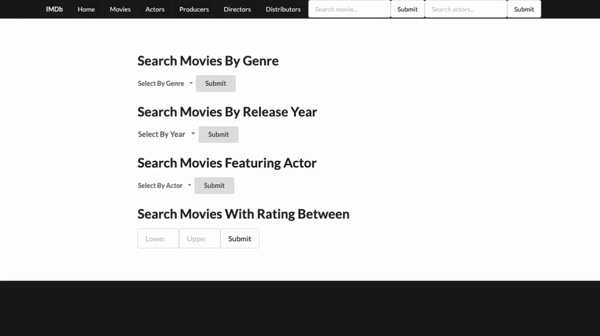 IMDb Home Movies Actors Producers Directors Distributors Search movie... Submit Search actors... Submit
Search Movies By Genre
Select By Genre Submit
Search Movies By Release Year
Select By Year Submit
Search Movies Featuring Actor
Select By Actor Submit
Search Movies With Rating Between
Lower Upper Submit